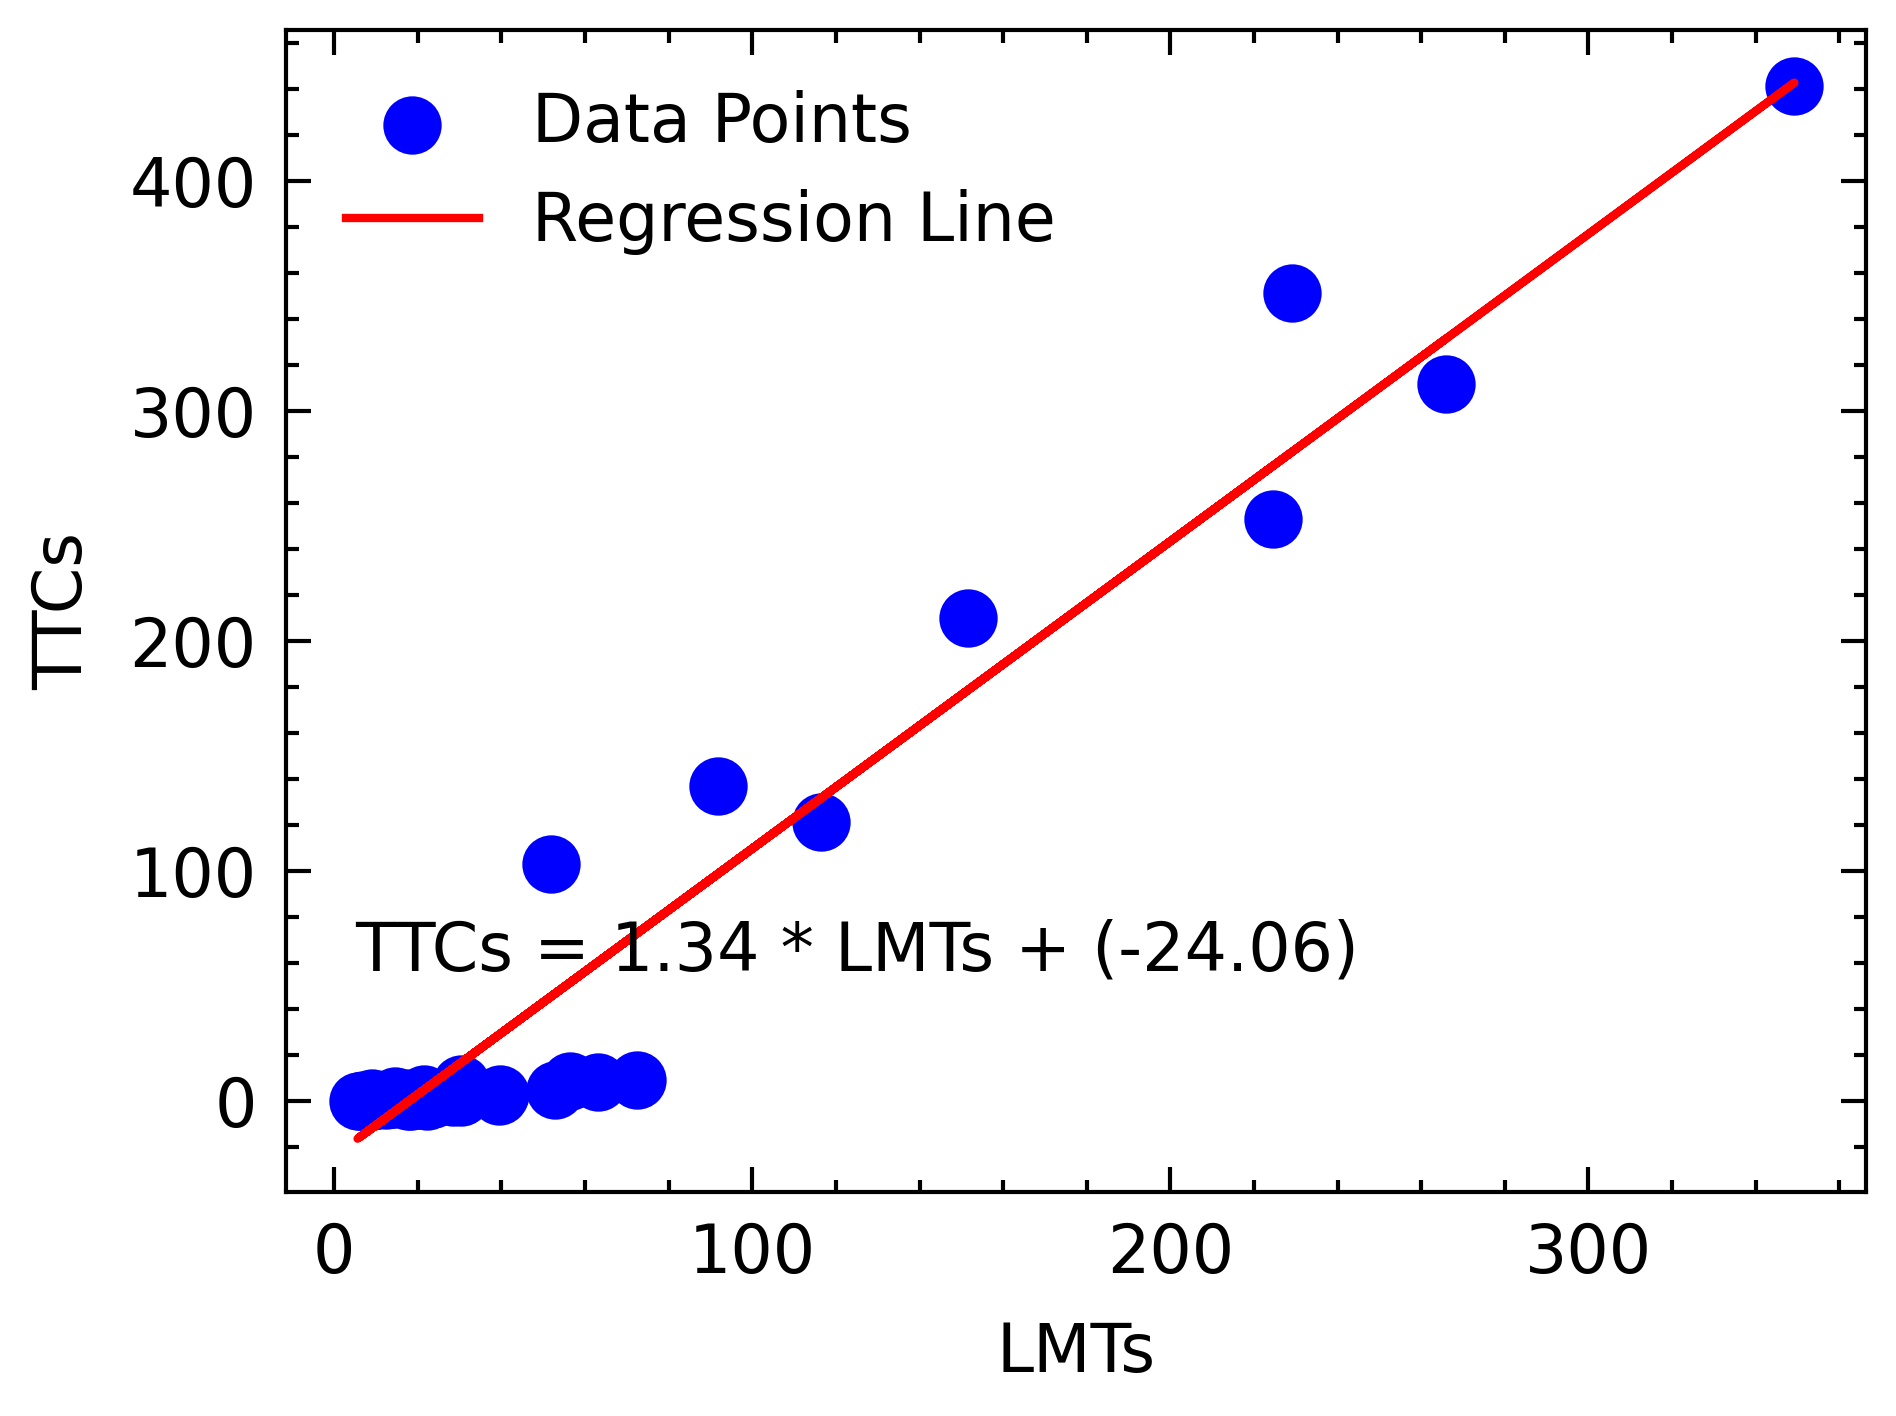 Data Points
Regression Line
400
300
200
100
0
TTCs
TTCs = 1.34 * LMTs + (-24.06)
0 100 200 300
LMTs